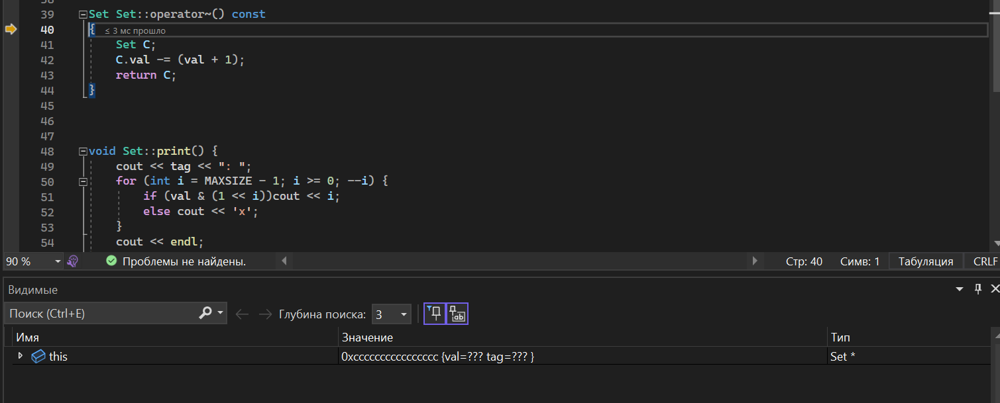 38
39 Set Set::operator~() const
40 { ≤ 3 мс прошло
41 Set C;
42 C.val -= (val + 1);
43 return C;
44 }
45
46
47
48 void Set::print() {
49 cout << tag << ": ";
50 for (int i = MAXSIZE - 1; i >= 0; --i) {
51 if (val & (1 << i))cout << i;
52 else cout << 'x';
53 }
54 cout << endl;
90 % Проблемы не найдены. Стр: 40 Симв: 1 Табуляция CRLF
Видимые
Поиск (Ctrl+E) Глубина поиска: 3 ab
Имя Значение Тип
this 0xcccccccccccccccc {val=??? tag=??? } Set *